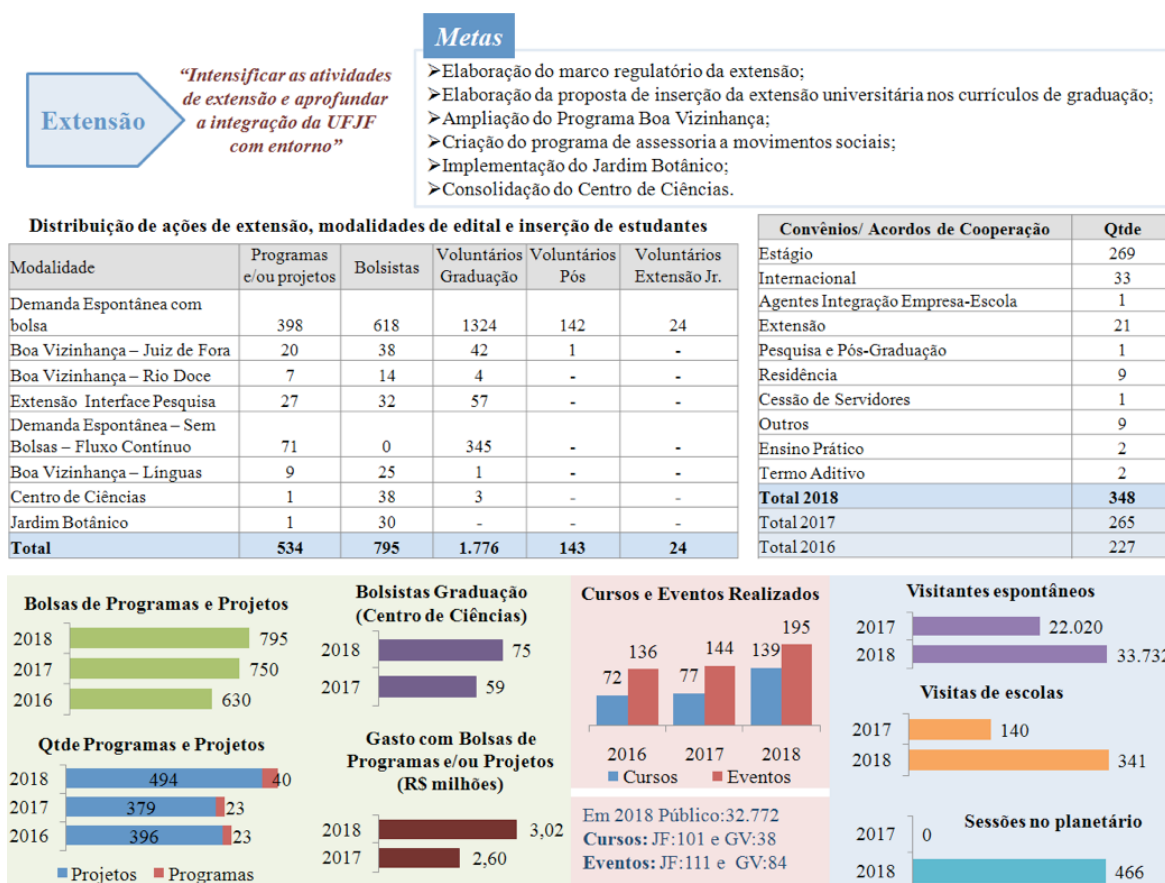 Metas
Extensão
“Intensificar as atividades
de extensão e aprofundar
a integração da UFJF
com entorno”
➤Elaboração do marco regulatório da extensão;
➤Elaboração da proposta de inserção da extensão universitária nos currículos de graduação;
➤Ampliação do Programa Boa Vizinhança;
➤Criação do programa de assessoria a movimentos sociais;
➤Implementação do Jardim Botânico;
➤Consolidação do Centro de Ciências.
Distribuição de ações de extensão, modalidades de edital e inserção de estudantes
Modalidade Programas e/ou projetos Bolsistas Voluntários Graduação Voluntários Pós Voluntários Extensão Jr.
Demanda Espontânea com
bolsa 398 618 1324 142 24
Boa Vizinhança – Juiz de Fora 20 38 42 1 -
Boa Vizinhança – Rio Doce 7 14 4 - -
Extensão Interface Pesquisa 27 32 57 - -
Demanda Espontânea – Sem
Bolsas – Fluxo Contínuo 71 0 345 - -
Boa Vizinhança – Línguas 9 25 1 - -
Centro de Ciências 1 38 3 - -
Jardim Botânico 1 30 - - -
Total 534 795 1.776 143 24
Convênios/ Acordos de Cooperação Qtde
Estágio 269
Internacional 33
Agentes Integração Empresa-Escola 1
Extensão 21
Pesquisa e Pós-Graduação 1
Residência 9
Cessão de Servidores 1
Outros 9
Ensino Prático 2
Termo Aditivo 2
Total 2018 348
Total 2017 265
Total 2016 227
Bolsas de Programas e Projetos
2018 795
2017 750
2016 630
Qtde Programas e Projetos
2018 494 40
2017 379 23
2016 396 23
Projetos Programas
Bolsistas Graduação
(Centro de Ciências)
2018 75
2017 59
Gasto com Bolsas de
Programas e/ou Projetos
(R$ milhões)
2018 3,02
2017 2,60
Cursos e Eventos Realizados
72 136 77 144 139 195
2016 2017 2018
Cursos Eventos
Em 2018 Público:32.772
Cursos: JF:101 e GV:38
Eventos: JF:111 e GV:84
Visitantes espontâneos
2017 22.020
2018 33.732
Visitas de escolas
2017 140
2018 341
Sessões no planetário
2017 0
2018 466